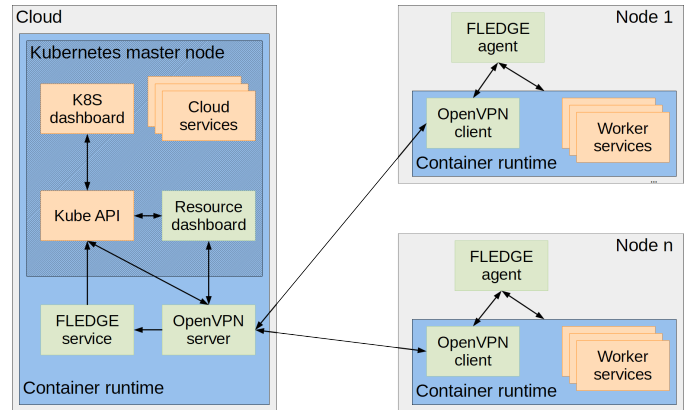 Cloud
Kubernetes master node
K8S
dashboard
Cloud
services
Kube API
Resource
dashboard
FLEDGE
service
OpenVPN
server
Container runtime
Node 1
FLEDGE
agent
OpenVPN
client
Worker
services
Container runtime
...
Node n
FLEDGE
agent
OpenVPN
client
Worker
services
Container runtime